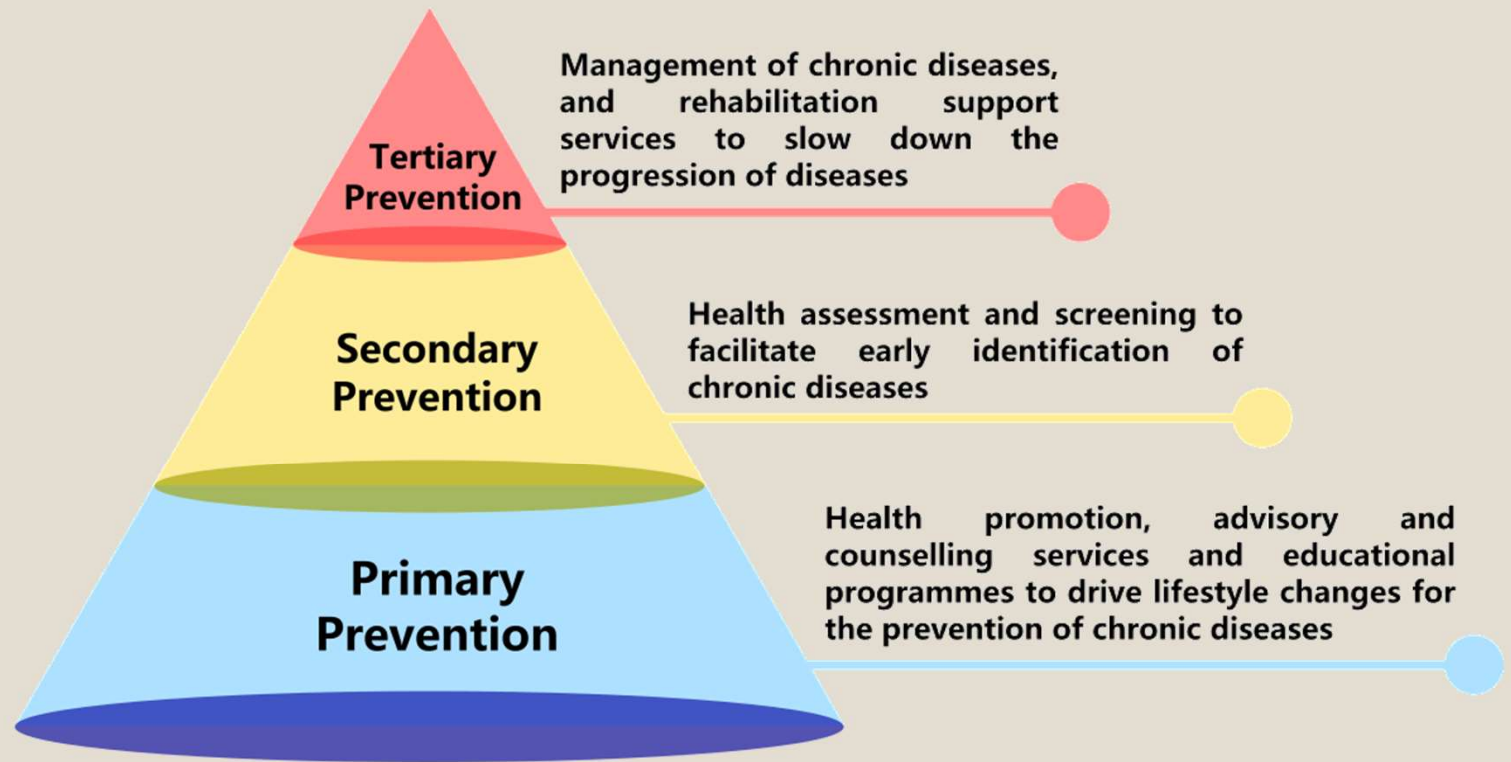 Tertiary
Prevention
Management of chronic diseases,
and rehabilitation support
services to slow down the
progression of diseases
Secondary
Prevention
Health assessment and screening to
facilitate early identification of
chronic diseases
Primary
Prevention
Health promotion, advisory and
counselling services and educational
programmes to drive lifestyle changes for
the prevention of chronic diseases